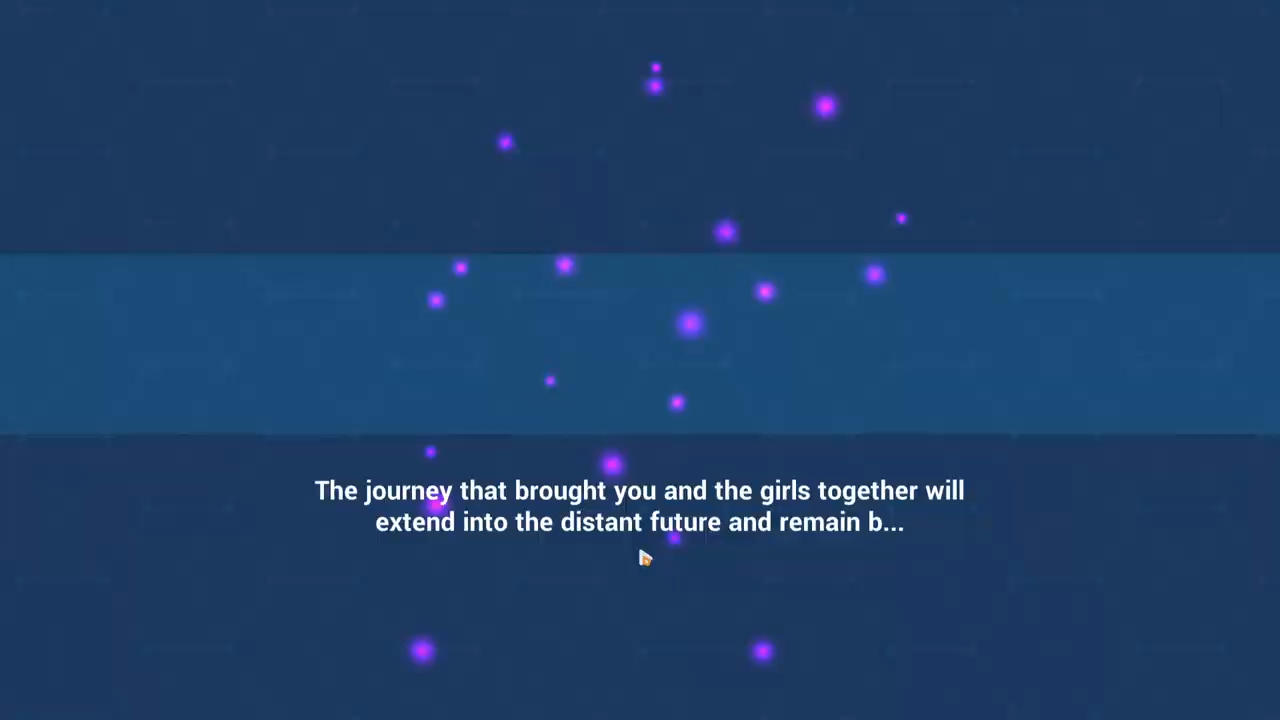 The journey that brought you and the girls together will
extend into the distant future and remain b...